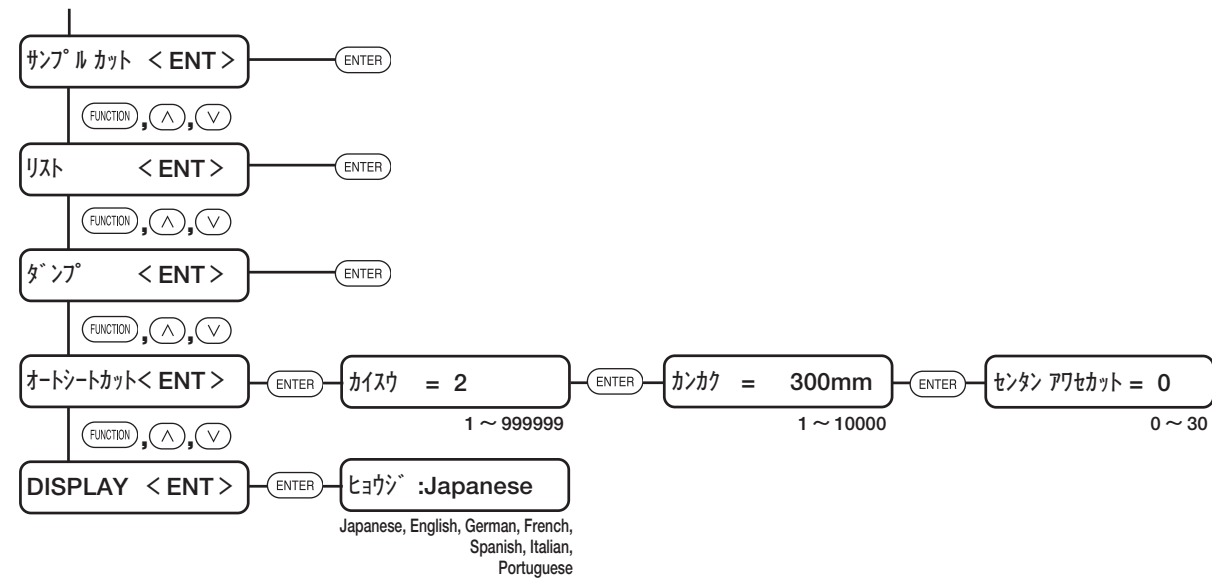 ｻﾝﾌﾟﾙ ｶｯﾄ ＜ENT＞ ENTER
FUNCTION , ∧ , ∨
ﾘｽﾄ ＜ENT＞ ENTER
FUNCTION , ∧ , ∨
ﾀﾞﾝﾌﾟ ＜ENT＞ ENTER
FUNCTION , ∧ , ∨
ｵｰﾄｼｰﾄｶｯﾄ＜ENT＞ ENTER ｶｲｽｳ = 2 ENTER ｶﾝｶｸ = 300mm ENTER ｾﾝﾀﾝ ｱﾜｾｶｯﾄ = 0
1～999999 1～10000 0～30
FUNCTION , ∧ , ∨
DISPLAY ＜ENT＞ ENTER ﾋｮｳｼﾞ :Japanese
Japanese, English, German, French,
Spanish, Italian,
Portuguese